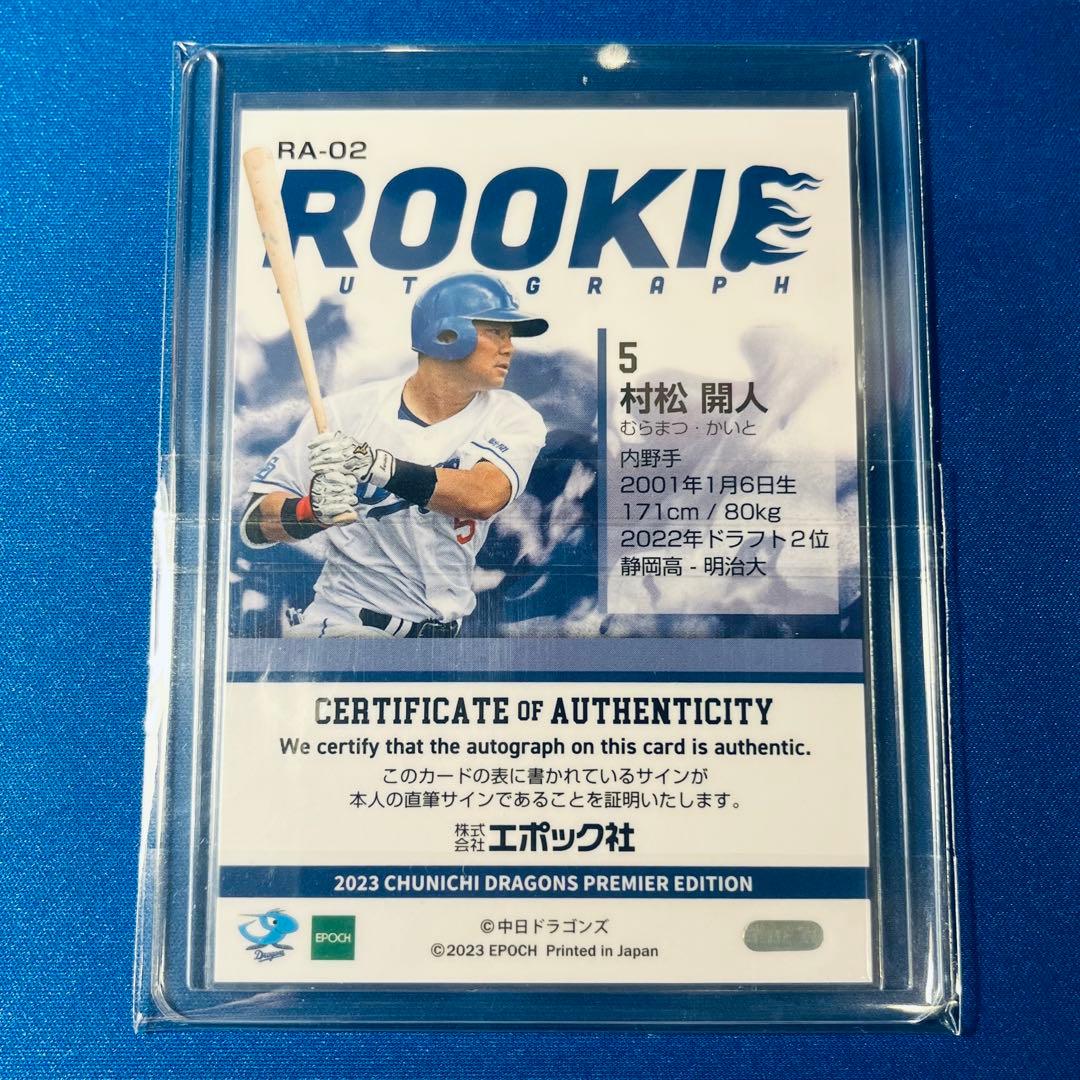 RA-02
ROOKIE
AUTOGRAPH
5
村松 開人
むらまつ・かいと
内野手
2001年1月6日生
171cm / 80kg
2022年ドラフト2位
静岡高 - 明治大
5
CERTIFICATE OF AUTHENTICITY
We certify that the autograph on this card is authentic.
このカードの表に書かれているサインが
本人の直筆サインであることを証明いたします。
株式会社 エポック社
2023 CHUNICHI DRAGONS PREMIER EDITION
Dragons
EPOCH
©中日ドラゴンズ
©2023 EPOCH Printed in Japan